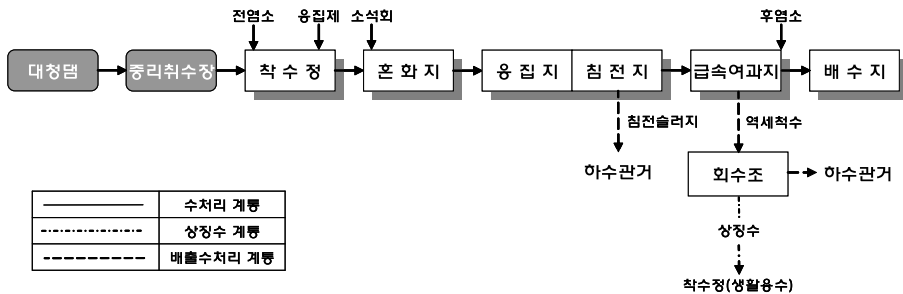 전염소 응집제 소석회 후염소
대청댐 중리취수장 착수정 혼화지 응집지 침전지 급속여과지 배수지
침전슬러지 역세척수
하수관거 회수조 하수관거
수처리 계통
상징수 계통
배출수처리 계통
상징수
착수정(생활용수)